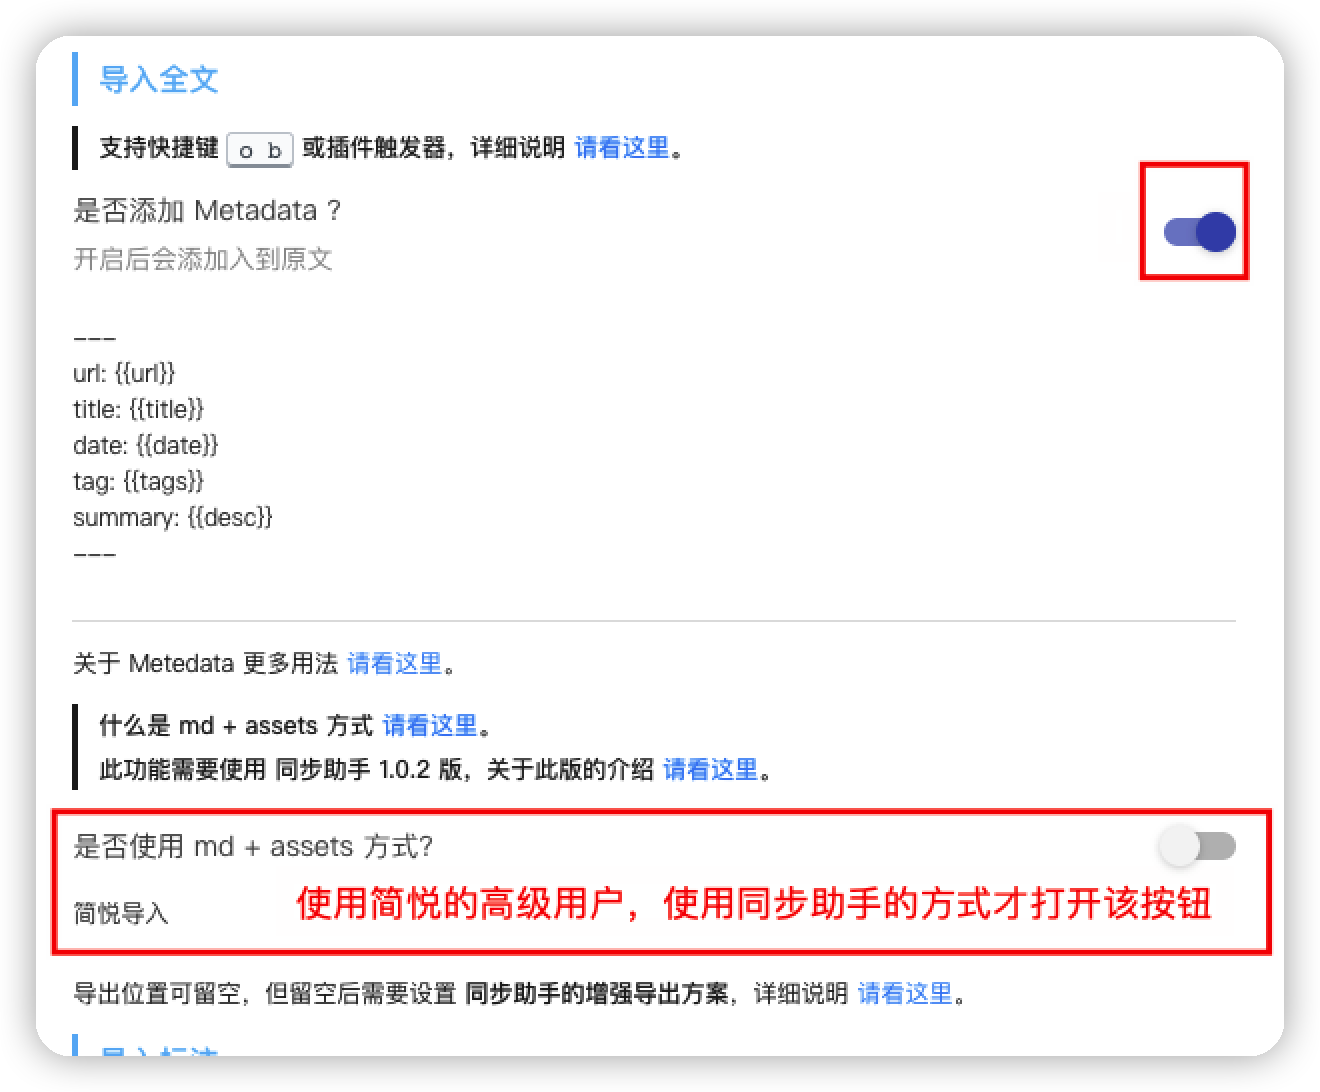 导入全文
支持快捷键 o b 或插件触发器，详细说明 请看这里。
是否添加 Metadata ?
开启后会添加入到原文
---
url: {{url}}
title: {{title}}
date: {{date}}
tag: {{tags}}
summary: {{desc}}
---
关于 Metedata 更多用法 请看这里。
什么是 md + assets 方式 请看这里。
此功能需要使用 同步助手 1.0.2 版，关于此版的介绍 请看这里。
是否使用 md + assets 方式?
使用简悦的高级用户，使用同步助手的方式才打开该按钮
简悦导入
导出位置可留空，但留空后需要设置 同步助手的增强导出方案，详细说明 请看这里。